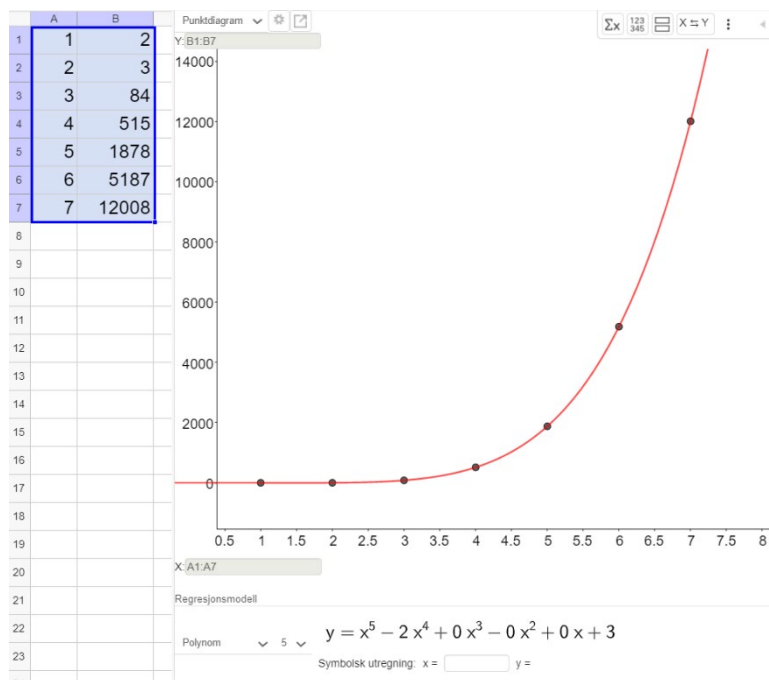 Punktdiagram
Σx 123 345 X ⇆ Y
A B
Y: B1:B7
1 1 2
2 2 3
3 3 84
4 4 515
5 5 1878
6 6 5187
7 7 12008
8
9
10
11
12
13
14
15
16
17
18
19
20
21
22
23
14000
12000
10000
8000
6000
4000
2000
0
0.5 1 1.5 2 2.5 3 3.5 4 4.5 5 5.5 6 6.5 7 7.5 8
X: A1:A7
Regresjonsmodell
Polynom 5 y = x⁵ − 2 x⁴ + 0 x³ − 0 x² + 0 x + 3
Symbolsk utregning: x = y =